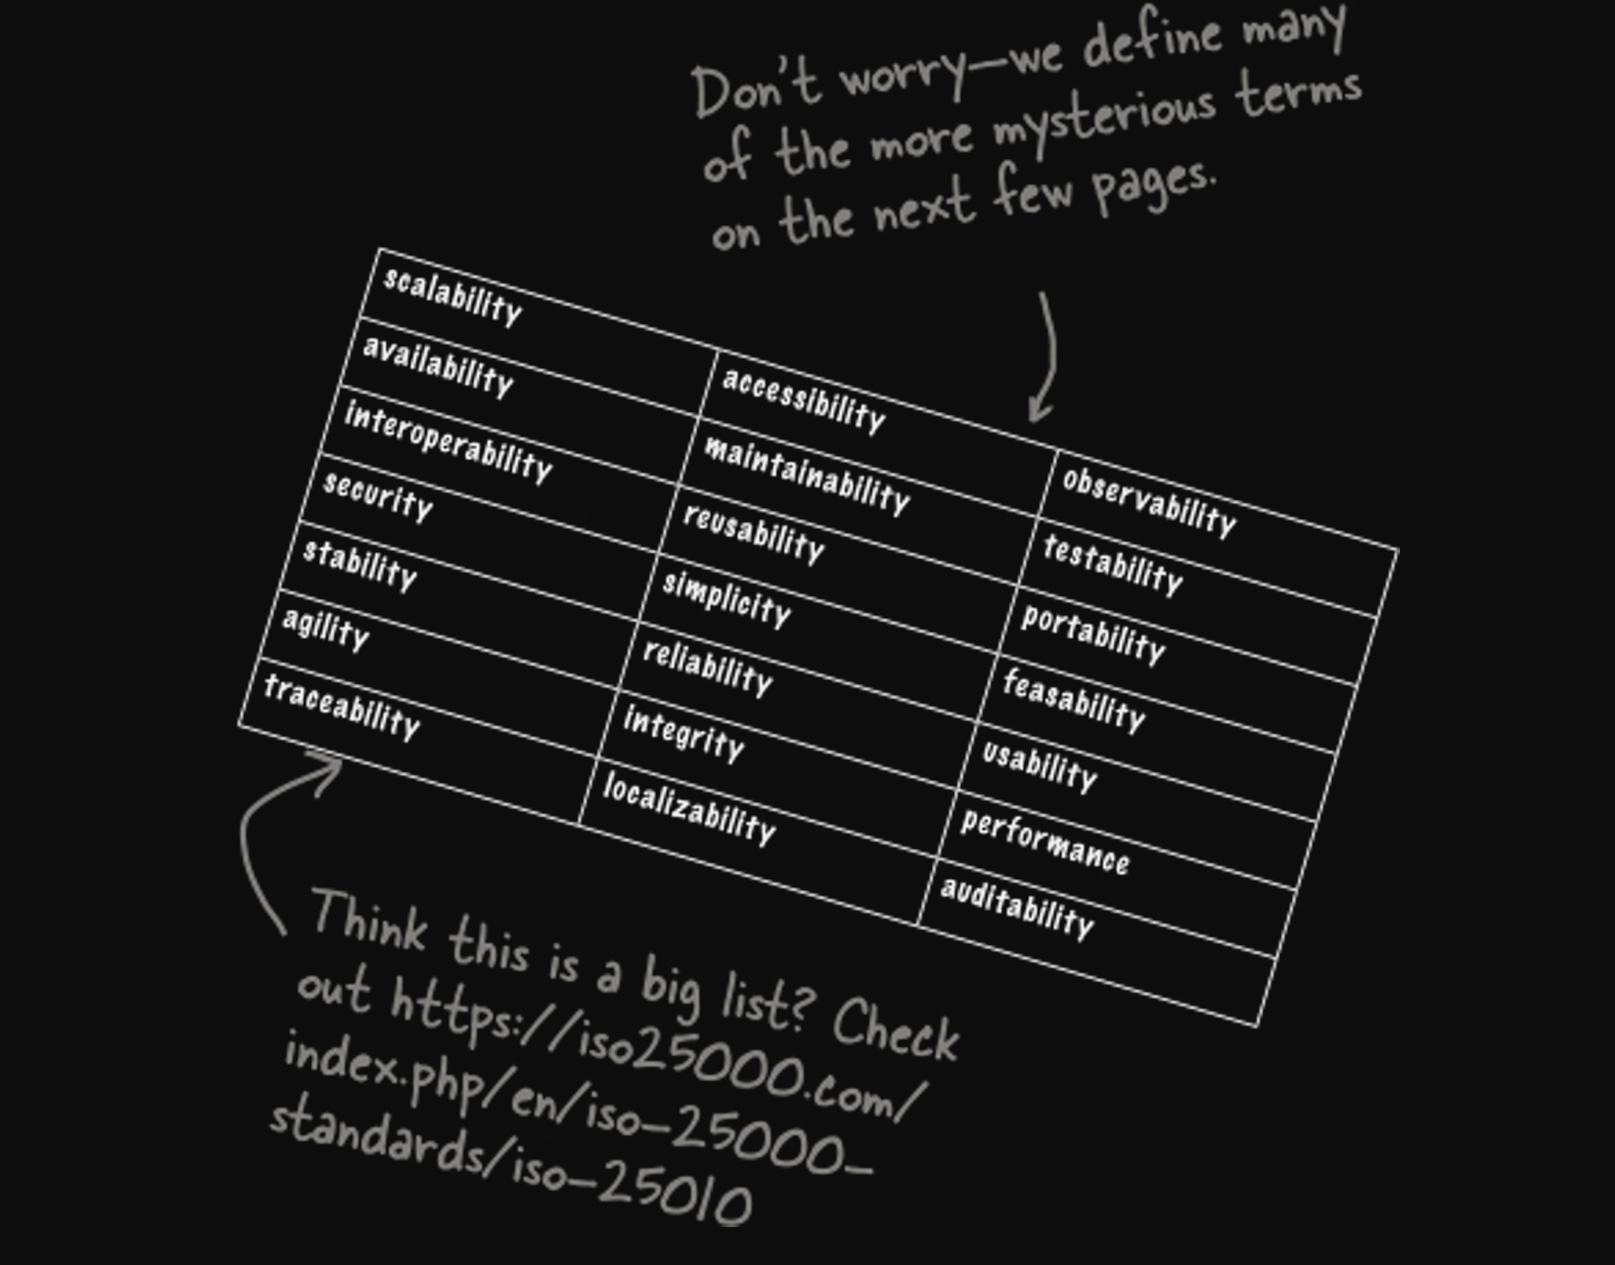 Don't worry—we define many
of the more mysterious terms
on the next few pages.
scalability
accessibility
observability
availability
maintainability
testability
interoperability
reusability
portability
security
simplicity
feasability
stability
reliability
usability
agility
integrity
performance
traceability
localizability
auditability
Think this is a big list? Check
out https://iso25000.com/
index.php/en/iso-25000-
standards/iso-25010